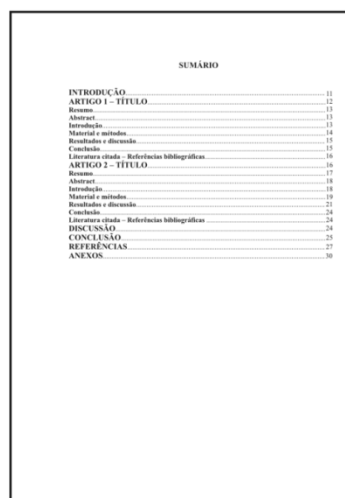 SUMÁRIO
INTRODUÇÃO 11
ARTIGO 1 – TÍTULO 12
Resumo 13
Abstract 13
Introdução 13
Material e métodos 14
Resultados e discussão 15
Conclusão 15
Literatura citada – Referências bibliográficas 16
ARTIGO 2 – TÍTULO 16
Resumo 17
Abstract 18
Introdução 18
Material e métodos 19
Resultados e discussão 21
Conclusão 24
Literatura citada – Referências bibliográficas 24
DISCUSSÃO 24
CONCLUSÃO 25
REFERÊNCIAS 27
ANEXOS 30